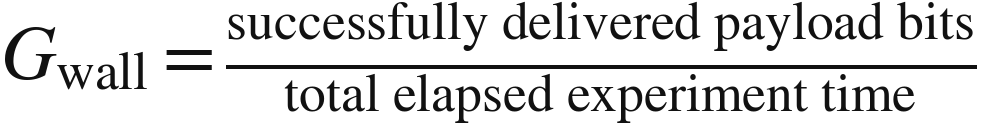 G_wall = successfully delivered payload bits / total elapsed experiment time